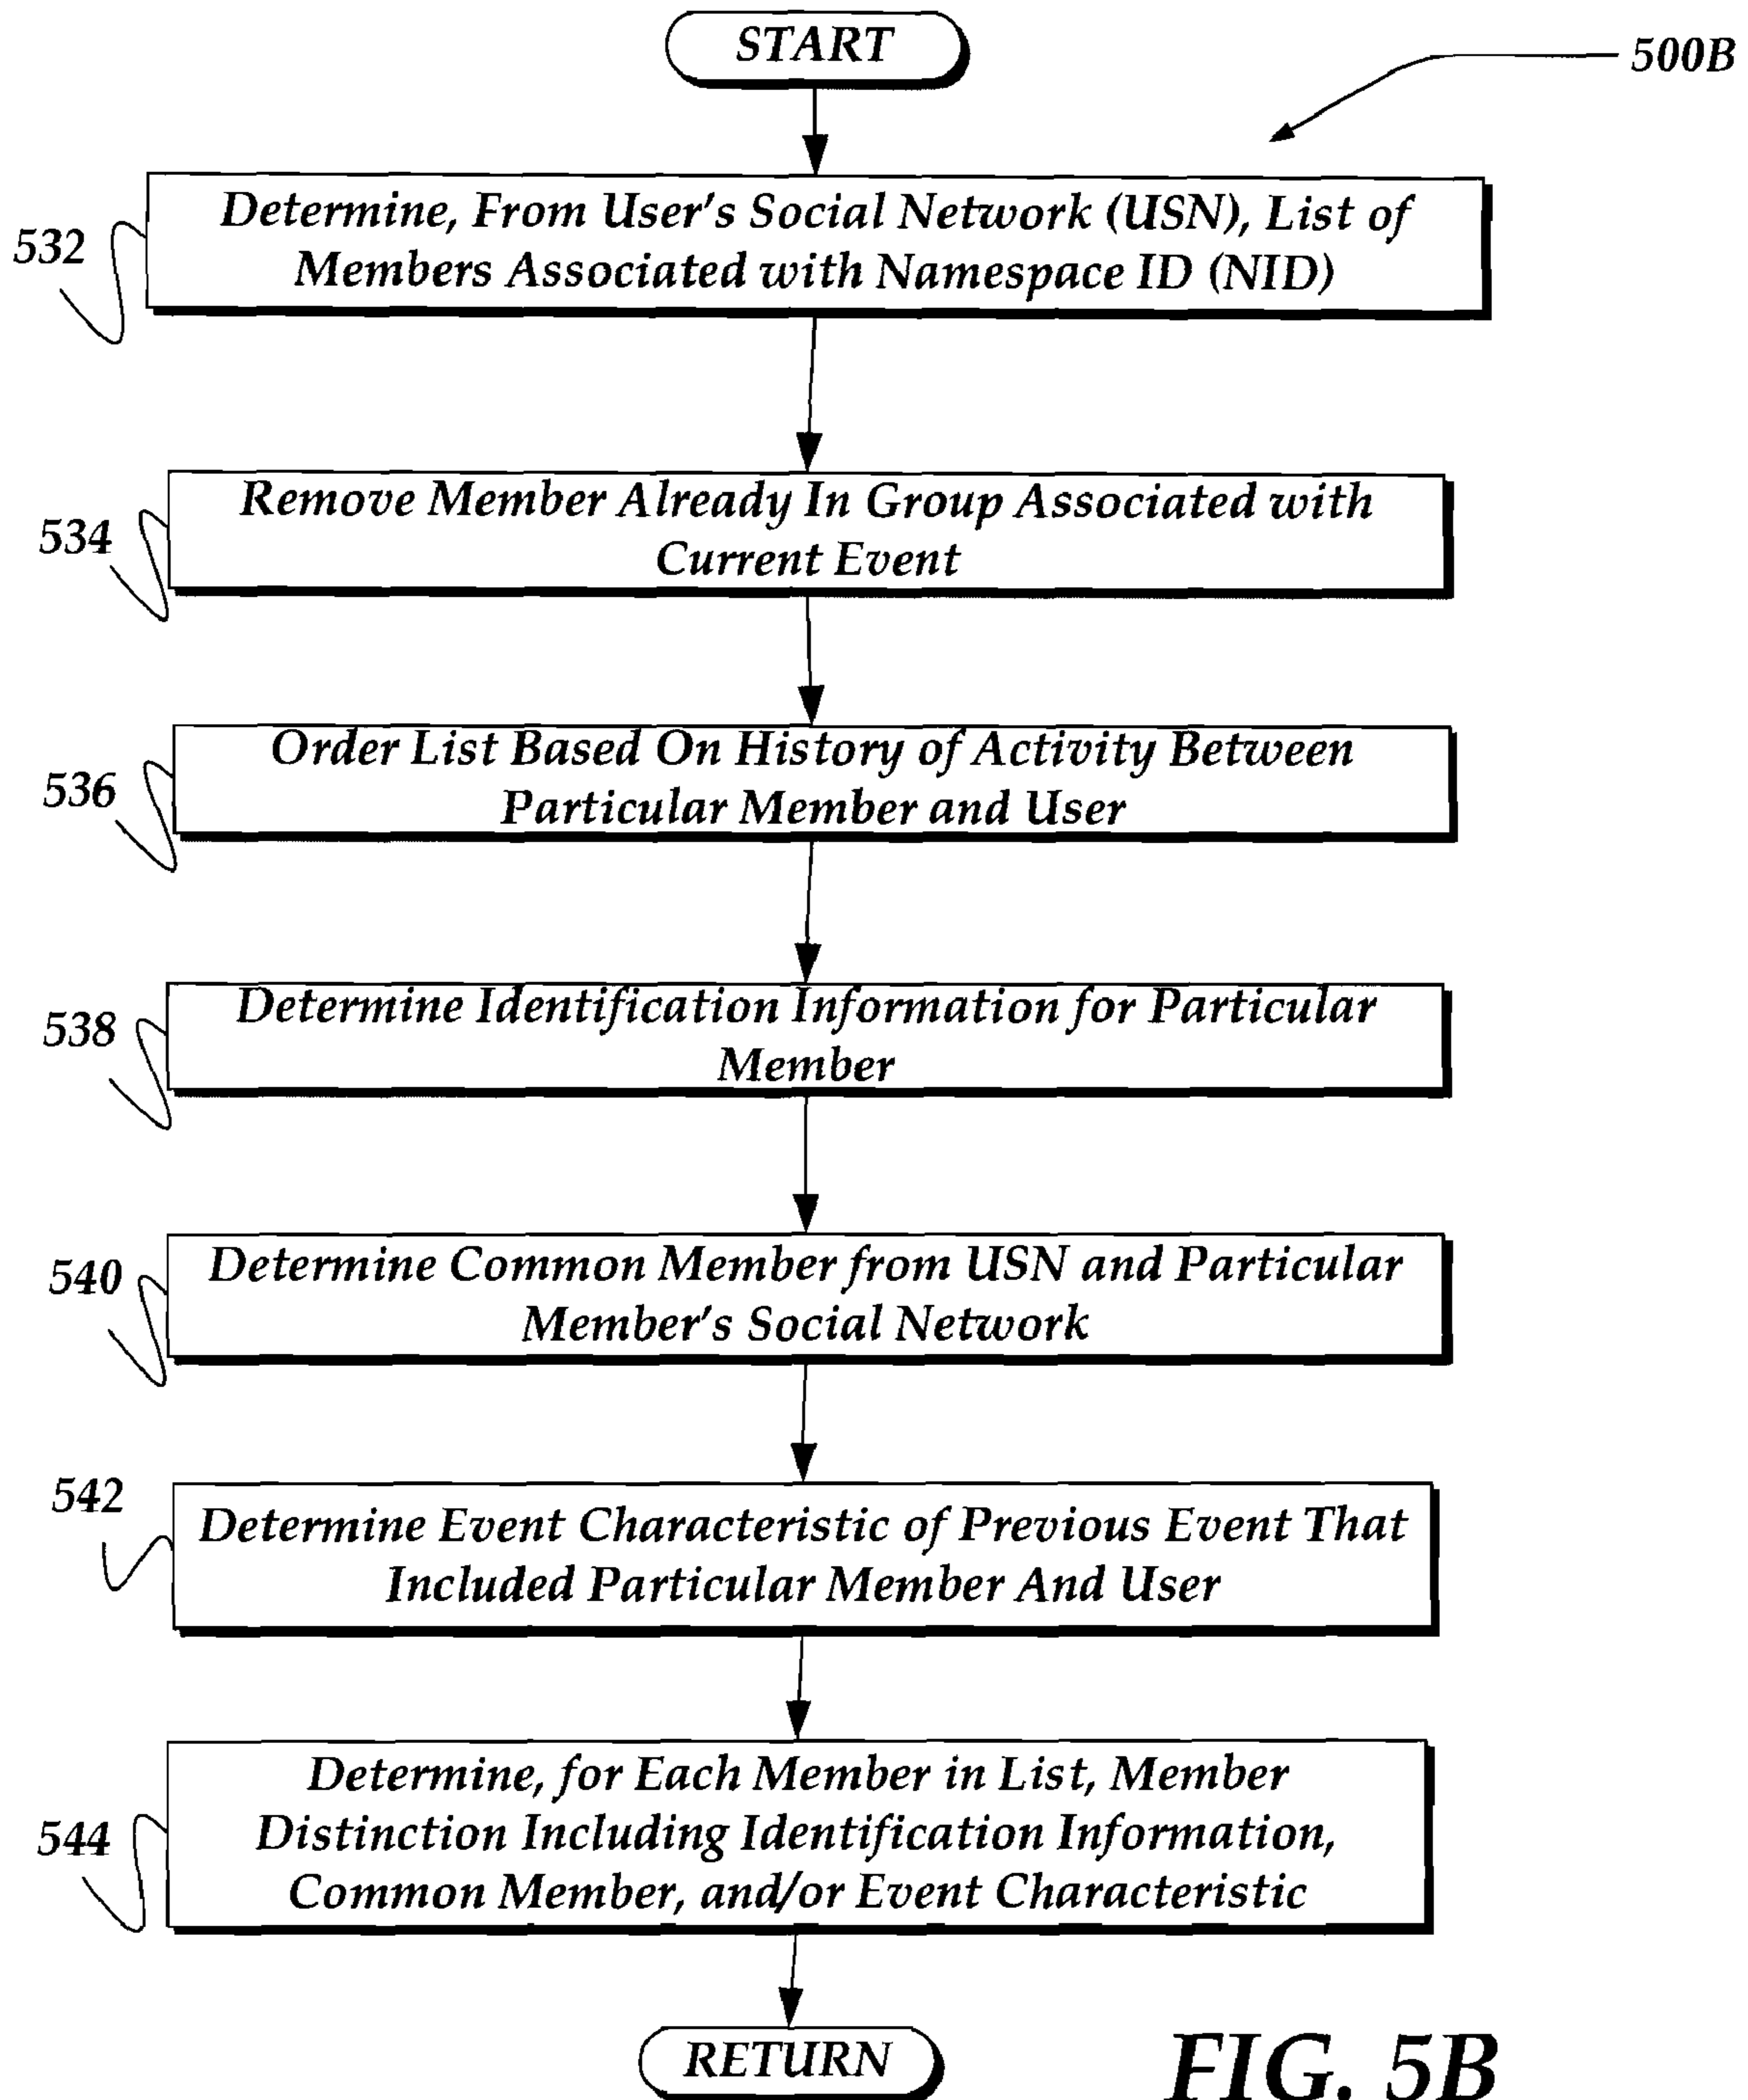 START
500B
532
Determine, From User's Social Network (USN), List of
Members Associated with Namespace ID (NID)
534
Remove Member Already In Group Associated with
Current Event
536
Order List Based On History of Activity Between
Particular Member and User
538
Determine Identification Information for Particular
Member
540
Determine Common Member from USN and Particular
Member's Social Network
542
Determine Event Characteristic of Previous Event That
Included Particular Member And User
544
Determine, for Each Member in List, Member
Distinction Including Identification Information,
Common Member, and/or Event Characteristic
RETURN
FIG. 5B